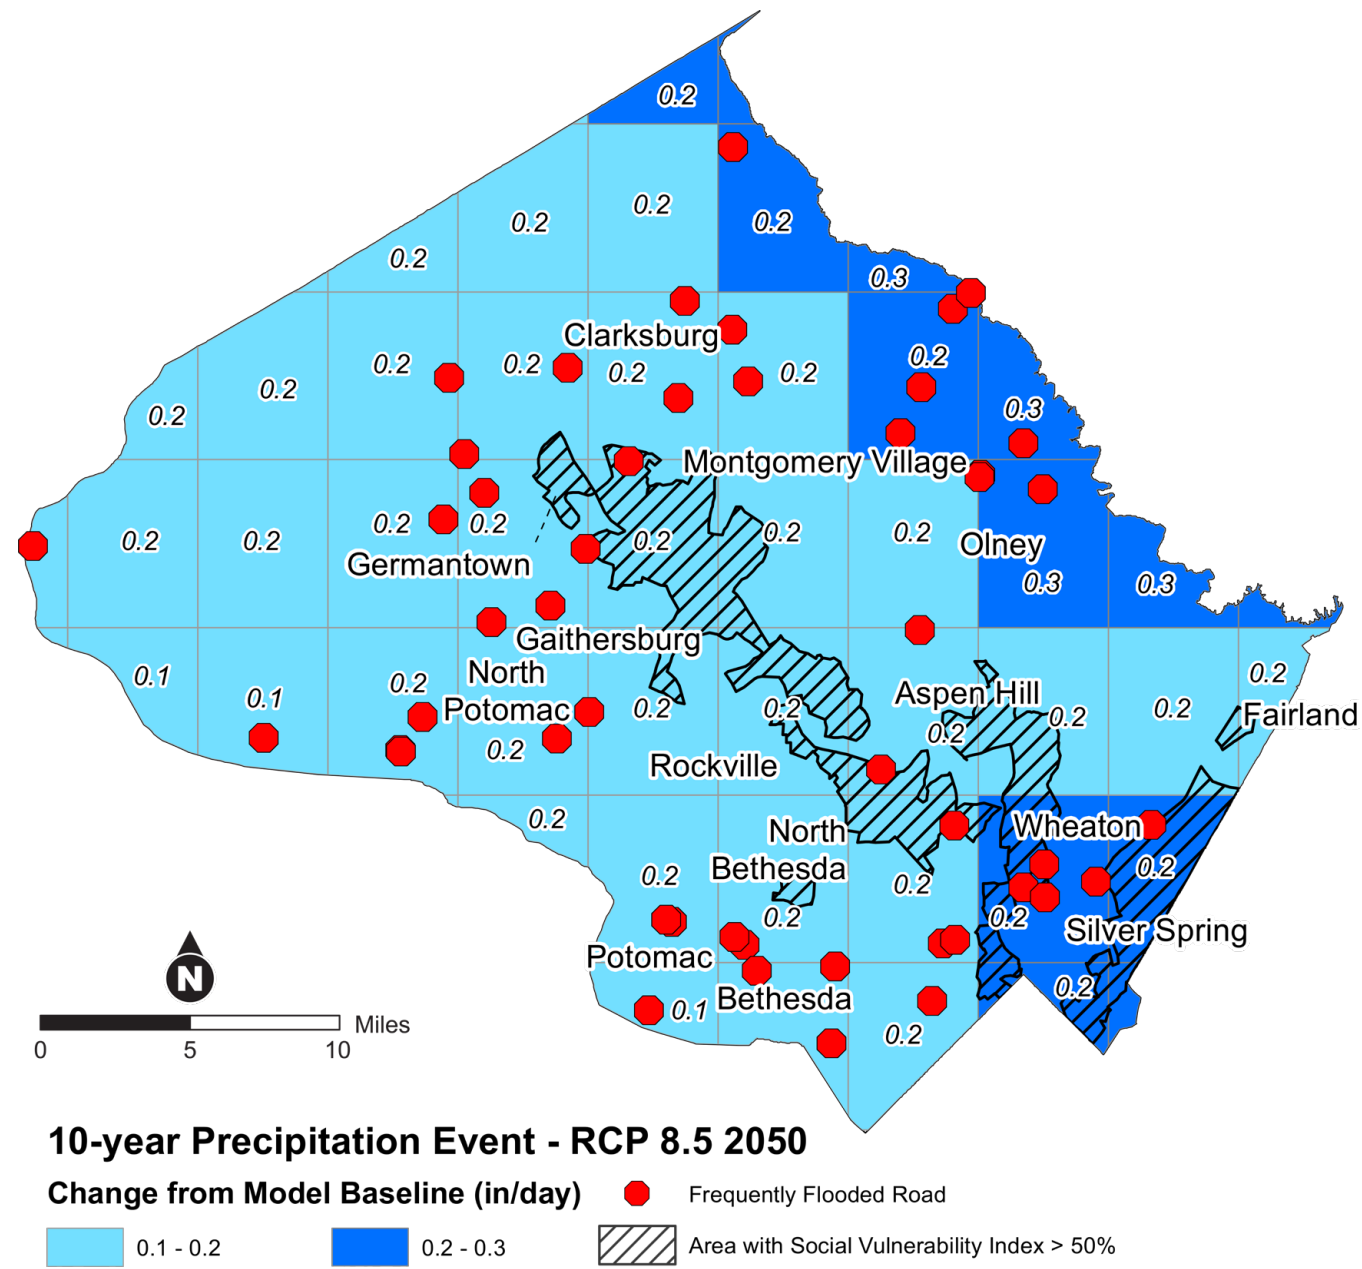 0.2
0.2
0.2
0.2
0.2
0.3
Clarksburg
0.2
0.2
0.2
0.2
0.2
0.2
0.2
0.2
0.3
Montgomery Village
0.2
0.2
0.2
0.2
0.2
0.2
0.2
Olney
Germantown
0.3
0.3
Gaithersburg
0.1
0.1
0.2
North
Potomac
0.2
0.2
0.2
Aspen Hill
0.2
0.2
0.2
0.2
Fairland
Rockville
0.2
North
Bethesda
Wheaton
0.2
0.2
0.2
0.2
0.2
Silver Spring
Potomac
0.2
Bethesda
0.1
0.2
N
Miles
0 5 10
10-year Precipitation Event - RCP 8.5 2050
Change from Model Baseline (in/day)
Frequently Flooded Road
0.1 - 0.2
0.2 - 0.3
Area with Social Vulnerability Index > 50%